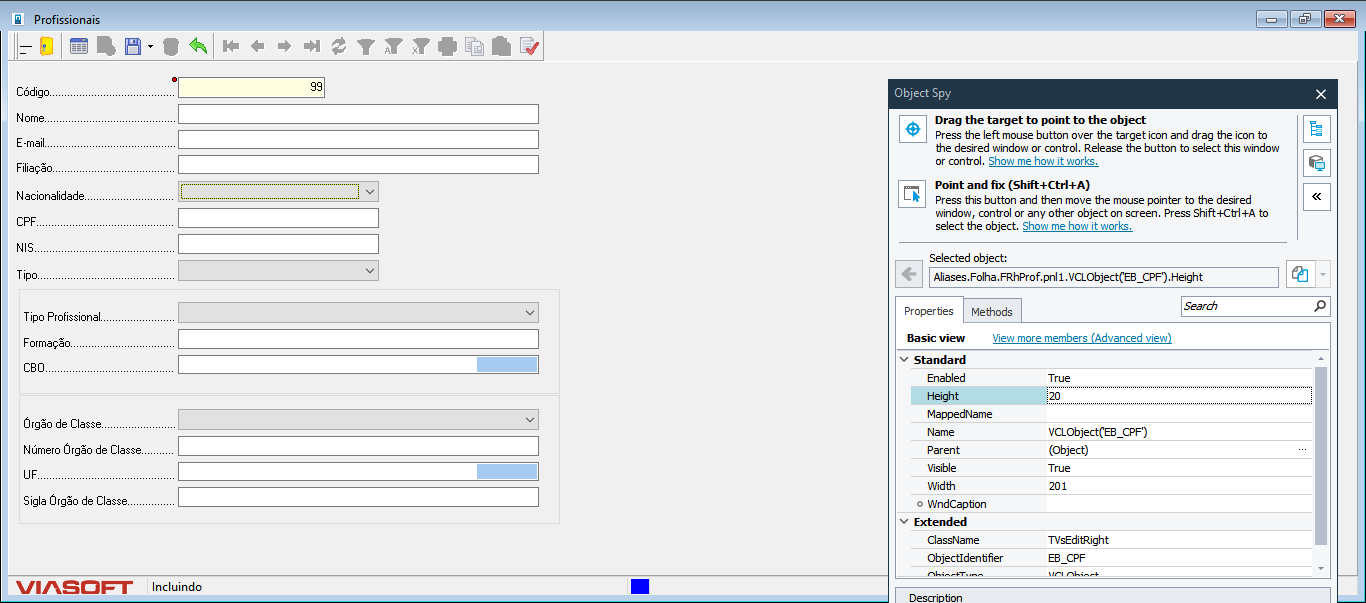 Profissionais
Código
99
Nome
E-mail
Filiação
Nacionalidade
CPF
NIS
Tipo
Tipo Profissional
Formação
CBO
Órgão de Classe
Número Órgão de Classe
UF
Sigla Órgão de Classe
VIASOFT
Incluindo
Object Spy
Drag the target to point to the object
Press the left mouse button over the target icon and drag the icon to
the desired window or control. Release the button to select this window
or control. Show me how it works.
Point and fix (Shift+Ctrl+A)
Press this button and then move the mouse pointer to the desired
window, control or any other object on screen. Press Shift+Ctrl+A to
select the object. Show me how it works.
Selected object:
Aliases.Folha.FRhProf.pnl1.VCLObject('EB_CPF').Height
Properties Methods
Search
Basic view View more members (Advanced view)
Standard
Enabled True
Height 20
MappedName
Name VCLObject('EB_CPF')
Parent (Object) ...
Visible True
Width 201
WndCaption
Extended
ClassName TVsEditRight
ObjectIdentifier EB_CPF
ObjectType VCLObject
Description